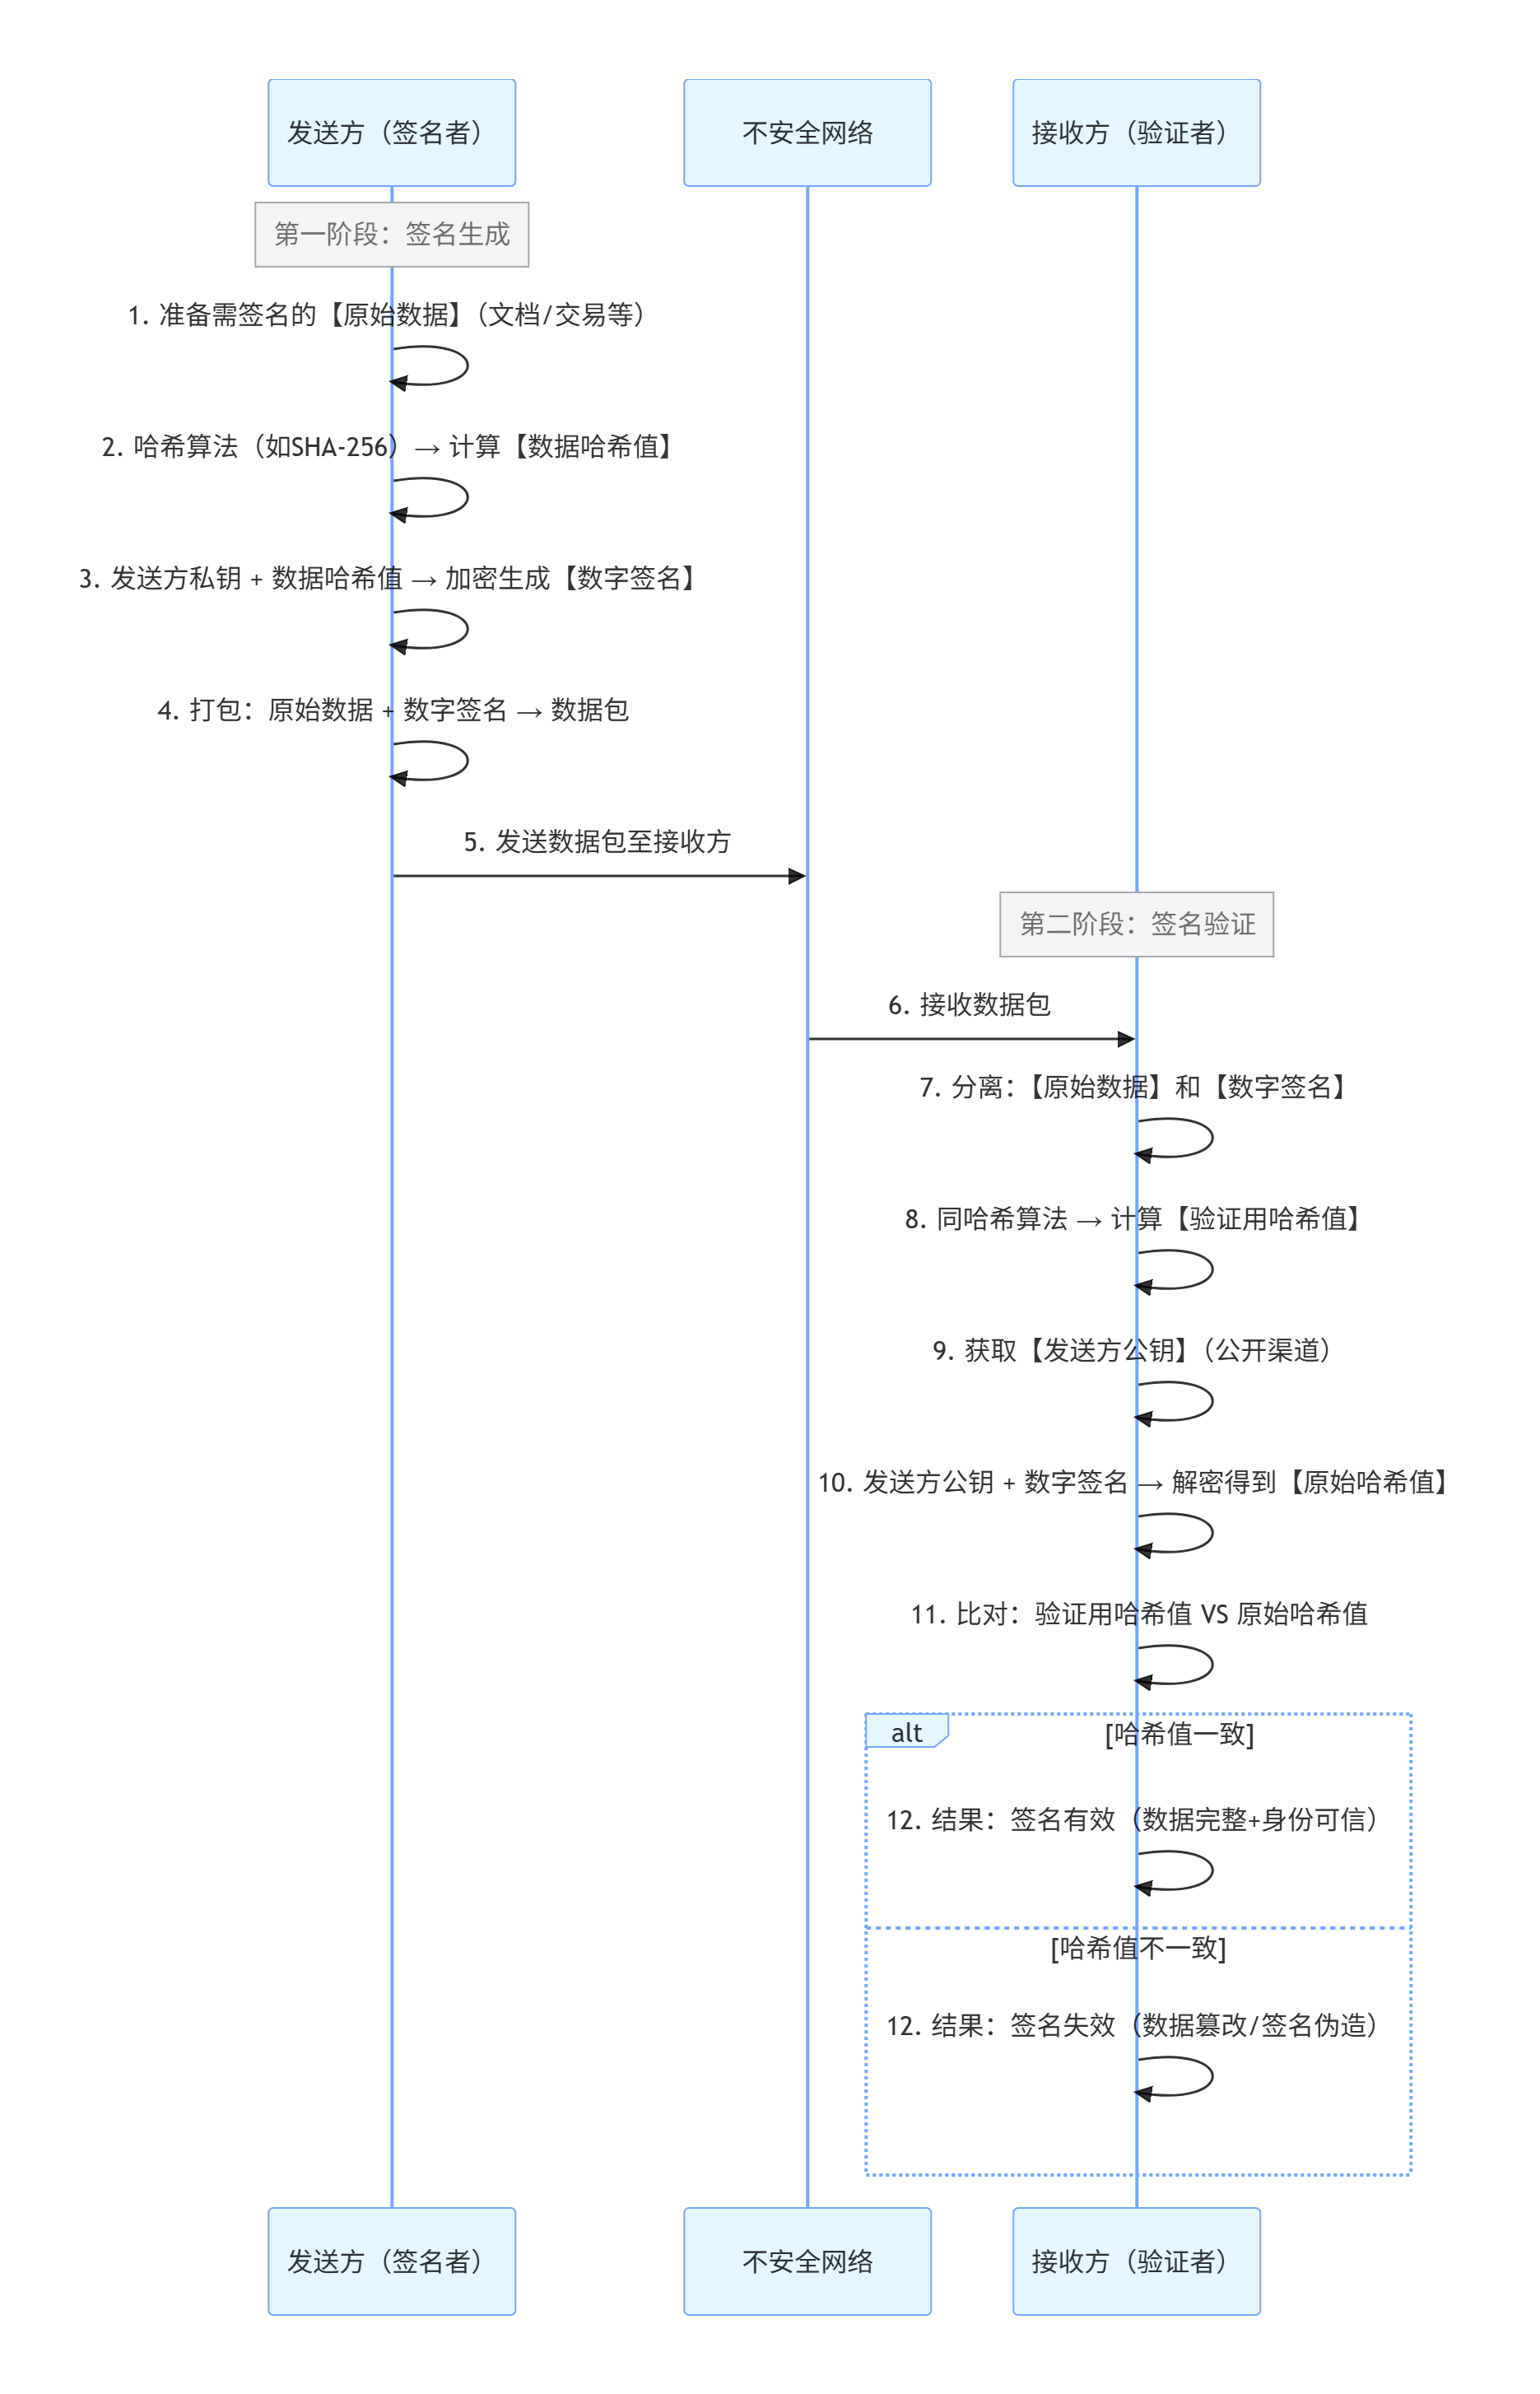 发送方（签名者）
不安全网络
接收方（验证者）
第一阶段：签名生成
1. 准备需签名的【原始数据】（文档/交易等）
2. 哈希算法（如SHA-256）→ 计算【数据哈希值】
3. 发送方私钥 + 数据哈希值 → 加密生成【数字签名】
4. 打包：原始数据 + 数字签名 → 数据包
5. 发送数据包至接收方
第二阶段：签名验证
6. 接收数据包
7. 分离：【原始数据】和【数字签名】
8. 同哈希算法 → 计算【验证用哈希值】
9. 获取【发送方公钥】（公开渠道）
10. 发送方公钥 + 数字签名 → 解密得到【原始哈希值】
11. 比对：验证用哈希值 VS 原始哈希值
alt
[哈希值一致]
12. 结果：签名有效（数据完整+身份可信）
[哈希值不一致]
12. 结果：签名失效（数据篡改/签名伪造）
发送方（签名者）
不安全网络
接收方（验证者）